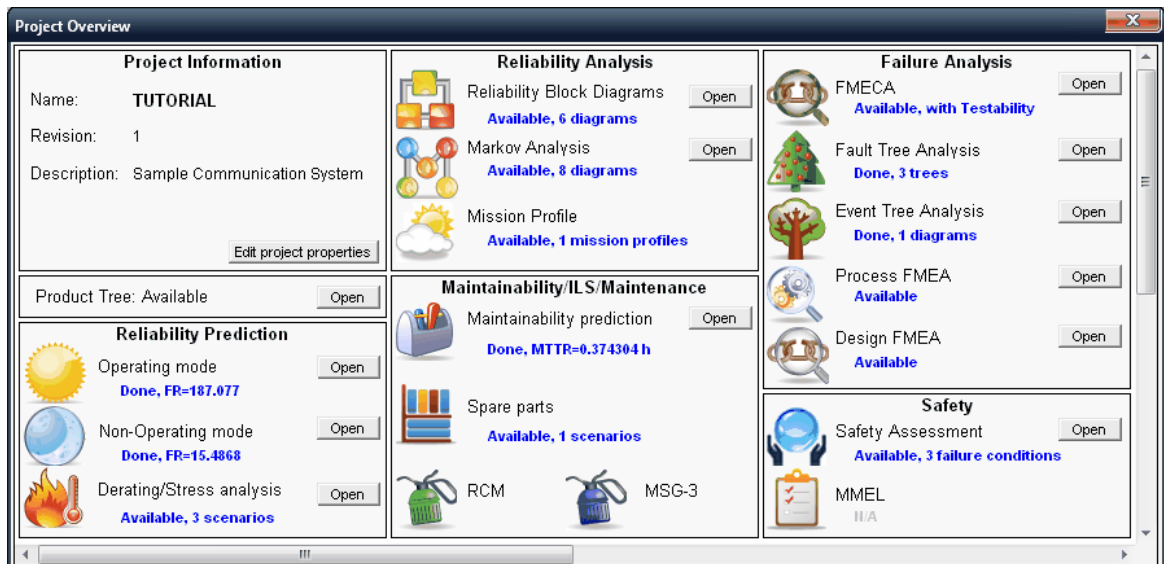 Project Overview
Project Information
Name: TUTORIAL
Revision: 1
Description: Sample Communication System
Edit project properties
Product Tree: Available Open
Reliability Prediction
Operating mode Open
Done, FR=187.077
Non-Operating mode Open
Done, FR=15.4868
Derating/Stress analysis Open
Available, 3 scenarios
Reliability Analysis
Reliability Block Diagrams Open
Available, 6 diagrams
Markov Analysis Open
Available, 8 diagrams
Mission Profile
Available, 1 mission profiles
Maintainability/ILS/Maintenance
Maintainability prediction Open
Done, MTTR=0.374304 h
Spare parts
Available, 1 scenarios
RCM MSG-3
Failure Analysis
FMECA Open
Available, with Testability
Fault Tree Analysis Open
Done, 3 trees
Event Tree Analysis Open
Done, 1 diagrams
Process FMEA Open
Available
Design FMEA Open
Available
Safety
Safety Assessment Open
Available, 3 failure conditions
MMEL
N/A